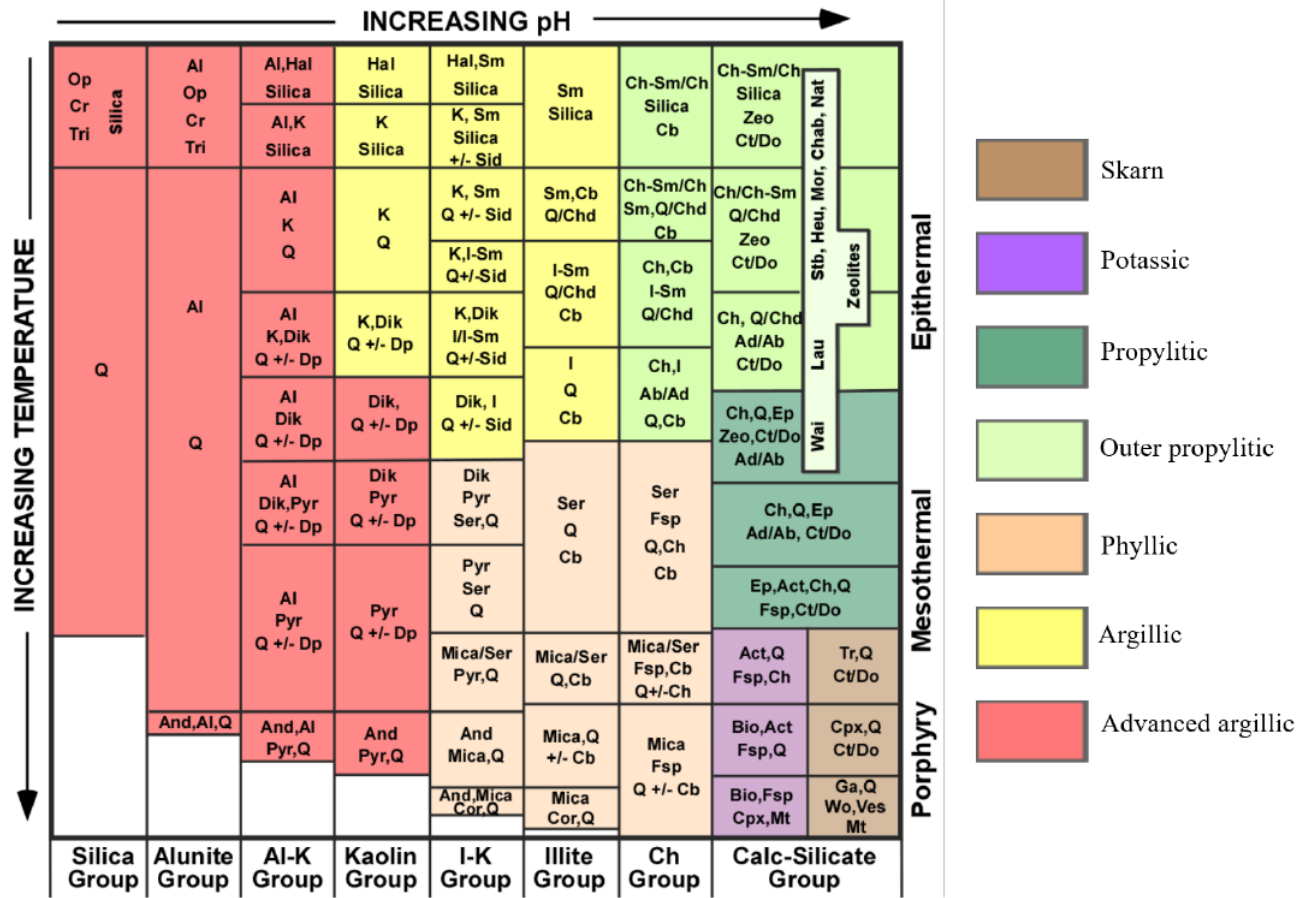 INCREASING pH
INCREASING TEMPERATURE
Op
Cr
Tri
Silica
Q
Al
Op
Cr
Tri
Al
Q
And,Al,Q
Al,Hal
Silica
Al,K
Silica
Al
K
Q
Al
K,Dik
Q +/- Dp
Al
Dik
Q +/- Dp
Al
Dik,Pyr
Q +/- Dp
Al
Pyr
Q +/- Dp
And,Al
Pyr,Q
Hal
Silica
K
Silica
K
Q
K,Dik
Q +/- Dp
Dik,
Q +/- Dp
Dik
Pyr
Q +/- Dp
Pyr
Q +/- Dp
And
Pyr,Q
Hal,Sm
Silica
K, Sm
Silica
+/- Sid
K, Sm
Q +/- Sid
K,I-Sm
Q+/-Sid
K,Dik
I/I-Sm
Q+/-Sid
Dik, I
Q +/- Sid
Dik
Pyr
Ser,Q
Pyr
Ser
Q
Mica/Ser
Pyr,Q
And
Mica,Q
And,Mica
Cor,Q
Sm
Silica
Sm,Cb
Q/Chd
I-Sm
Q/Chd
Cb
I
Q
Cb
Ser
Q
Cb
Mica/Ser
Q,Cb
Mica,Q
+/- Cb
Mica
Cor,Q
Ch-Sm/Ch
Silica
Cb
Ch-Sm/Ch
Sm,Q/Chd
Cb
Ch,Cb
I-Sm
Q/Chd
Ch,I
Ab/Ad
Q,Cb
Ser
Fsp
Q,Ch
Cb
Mica/Ser
Fsp,Cb
Q+/-Ch
Mica
Fsp
Q +/- Cb
Ch-Sm/Ch
Silica
Zeo
Ct/Do
Ch/Ch-Sm
Q/Chd
Zeo
Ct/Do
Ch, Q/Chd
Ad/Ab
Ct/Do
Ch,Q,Ep
Zeo,Ct/Do
Ad/Ab
Ch,Q,Ep
Ad/Ab, Ct/Do
Ep,Act,Ch,Q
Fsp,Ct/Do
Act,Q
Fsp,Ch
Bio,Act
Fsp,Q
Bio,Fsp
Cpx,Mt
Tr,Q
Ct/Do
Cpx,Q
Ct/Do
Ga,Q
Wo,Ves
Mt
Wai Lau Stb, Heu, Mor, Chab, Nat
Zeolites
Epithermal
Mesothermal
Porphyry
Silica
Group
Alunite
Group
Al-K
Group
Kaolin
Group
I-K
Group
Illite
Group
Ch
Group
Calc-Silicate
Group
Skarn
Potassic
Propylitic
Outer propylitic
Phyllic
Argillic
Advanced argillic